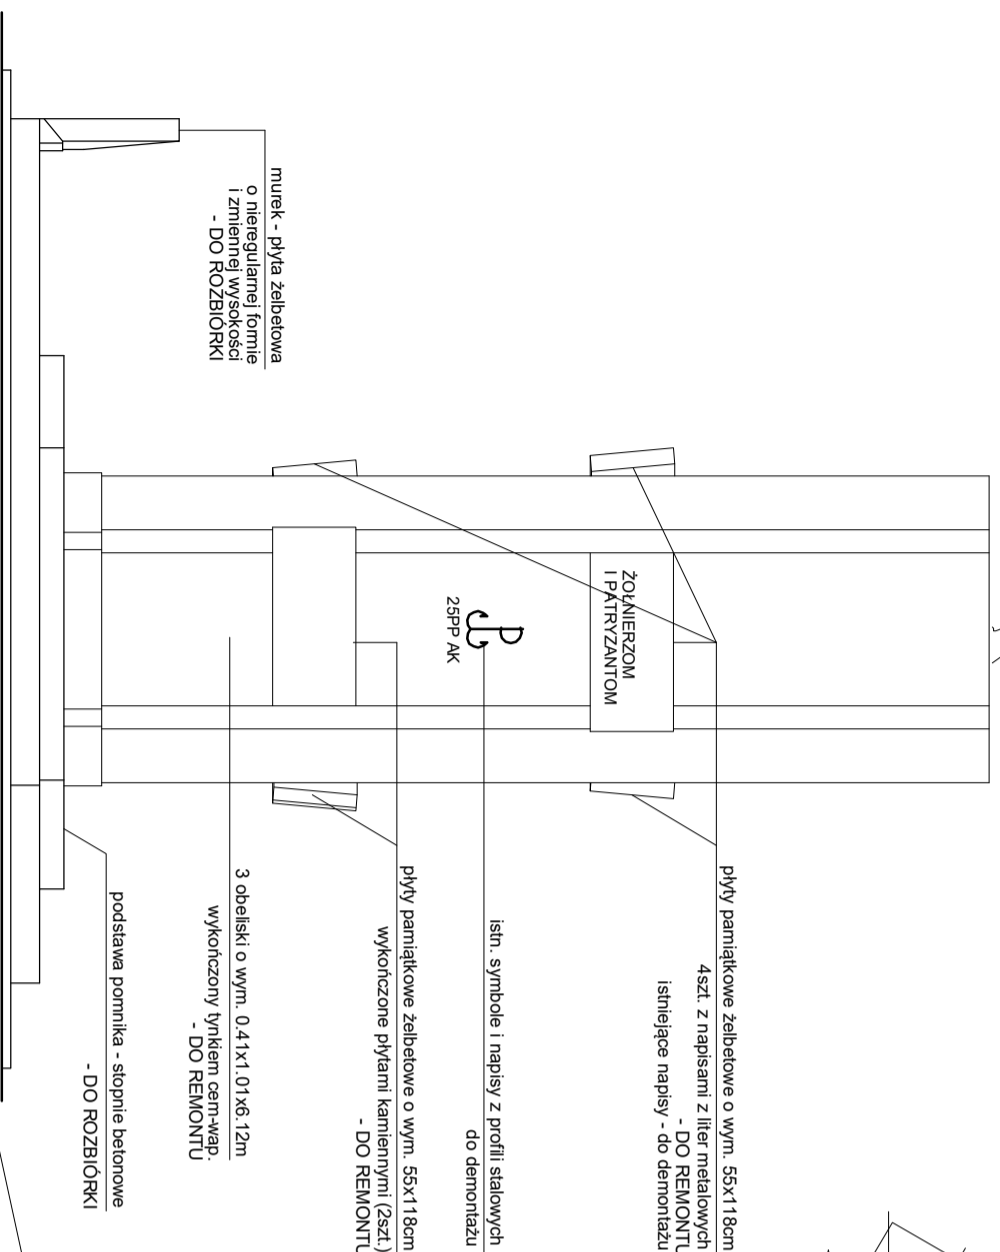 murek - płyta żelbetowa
o nieregularnej formie
i zmiennej wysokości
- DO ROZBIÓRKI
ŻOŁNIERZOM
I PATRYZANTOM
25PP AK
płyty pamiątkowe żelbetowe o wym. 55x118cm
4szt. z napisami z liter metalowych
- DO REMONTU
istniejące napisy - do demontażu
istn. symbole i napisy z profili stalowych
do demontażu
płyty pamiątkowe żelbetowe o wym. 55x118cm
wykończone płytami kamiennymi (2szt.)
- DO REMONTU
3 obeliski o wym. 0.41x1.01x6.12m
wykończony tynkiem cem-wap.
- DO REMONTU
podstawa pomnika - stopnie betonowe
- DO ROZBIÓRKI